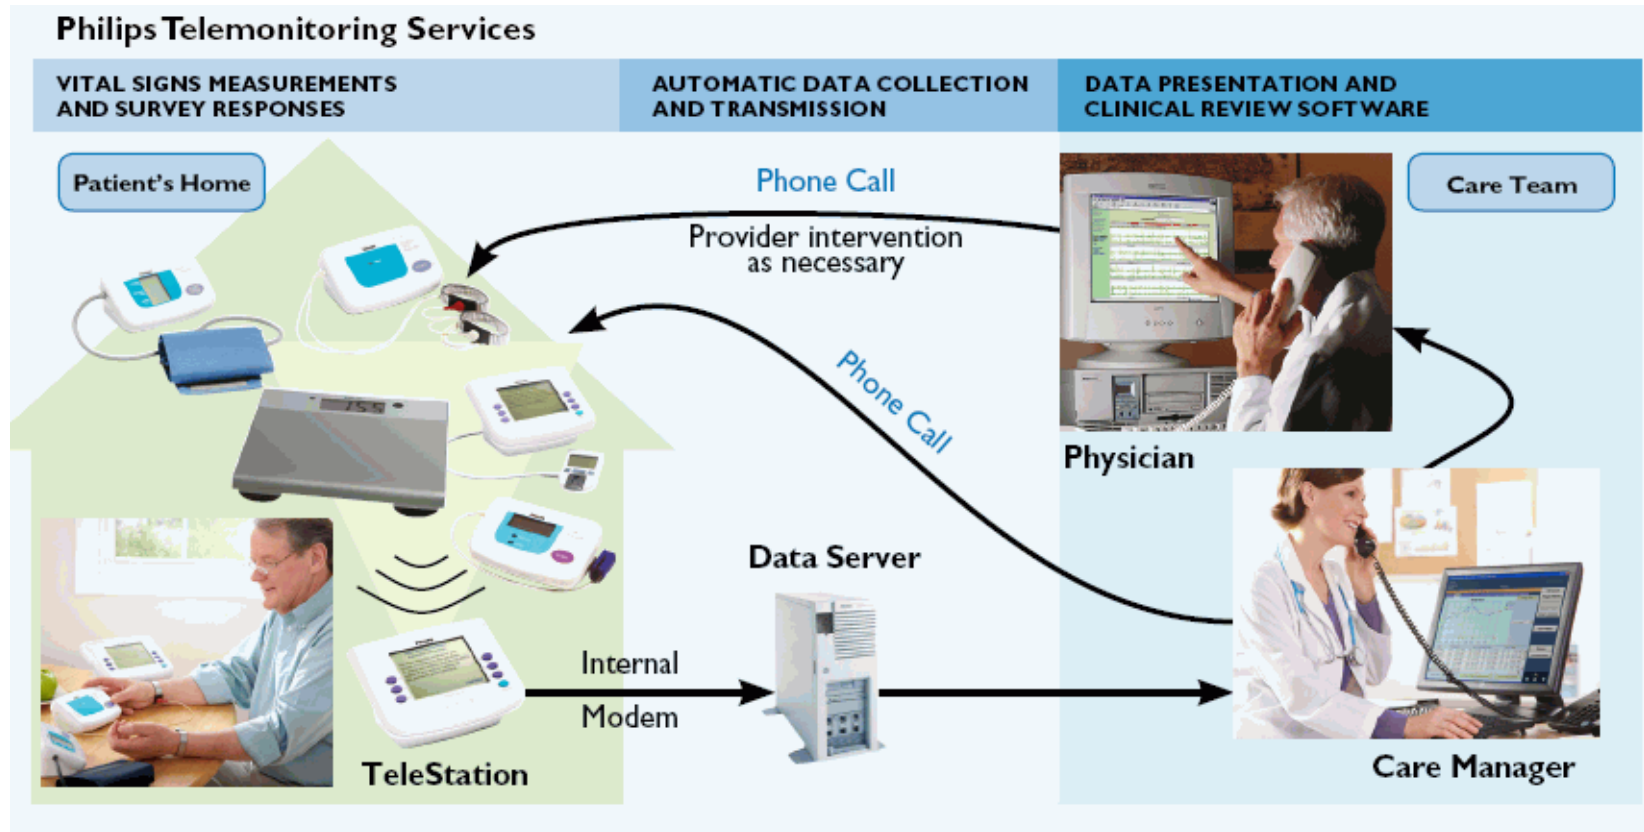 Philips Telemonitoring Services
VITAL SIGNS MEASUREMENTS
AND SURVEY RESPONSES
AUTOMATIC DATA COLLECTION
AND TRANSMISSION
DATA PRESENTATION AND
CLINICAL REVIEW SOFTWARE
Patient's Home
Phone Call
Provider intervention
as necessary
Care Team
Phone Call
Physician
Data Server
Internal
Modem
TeleStation
Care Manager